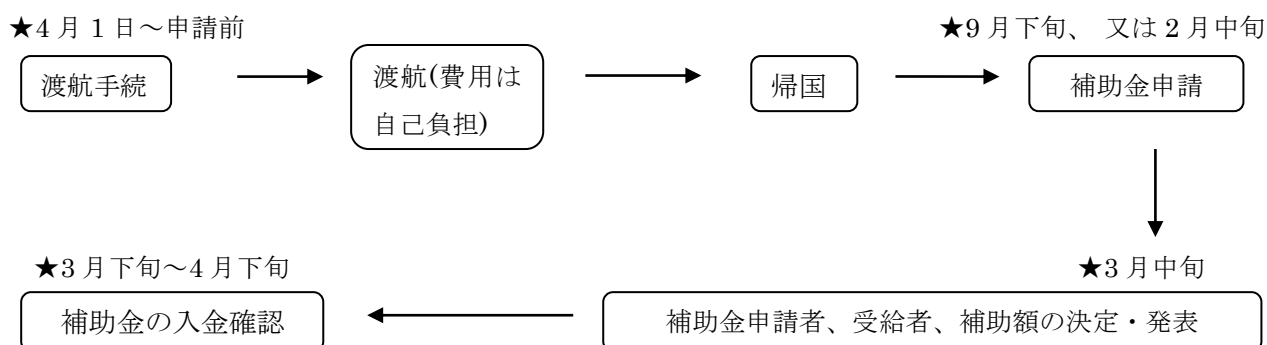 ★4月1日～申請前
★9月下旬、 又は2月中旬
渡航手続
渡航(費用は
自己負担)
帰国
補助金申請
★3月下旬～4月下旬
★3月中旬
補助金の入金確認
補助金申請者、受給者、補助額の決定・発表